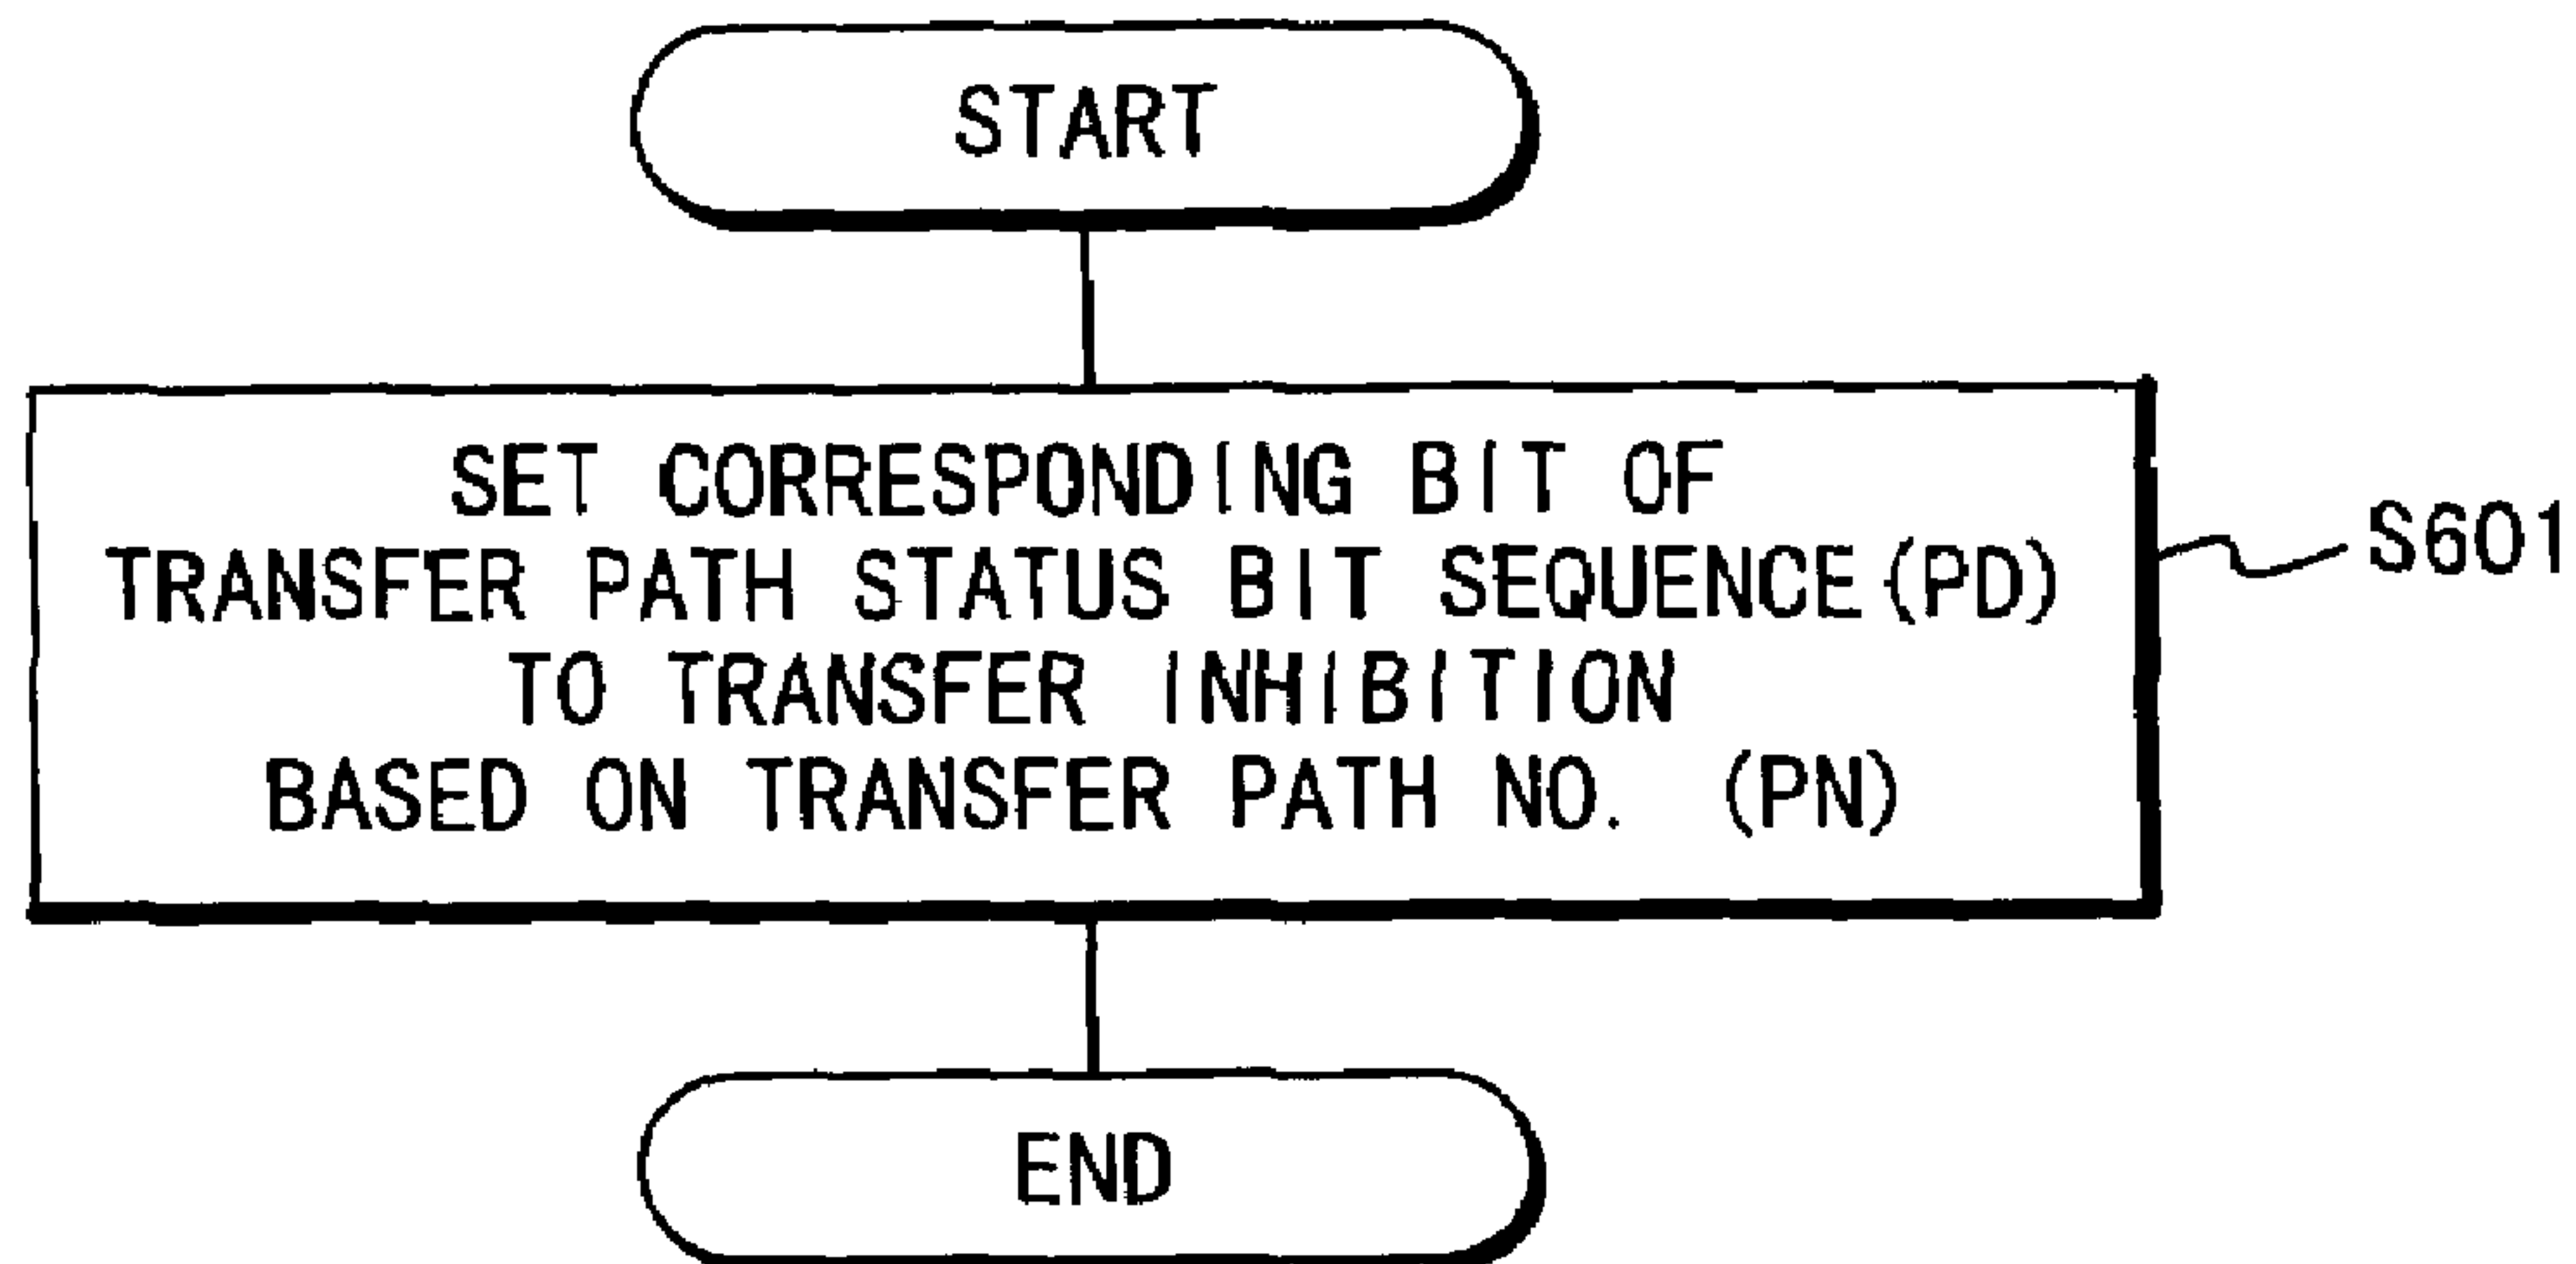 START
SET CORRESPONDING BIT OF
TRANSFER PATH STATUS BIT SEQUENCE(PD)
TO TRANSFER INHIBITION
BASED ON TRANSFER PATH NO. (PN)
S601
END